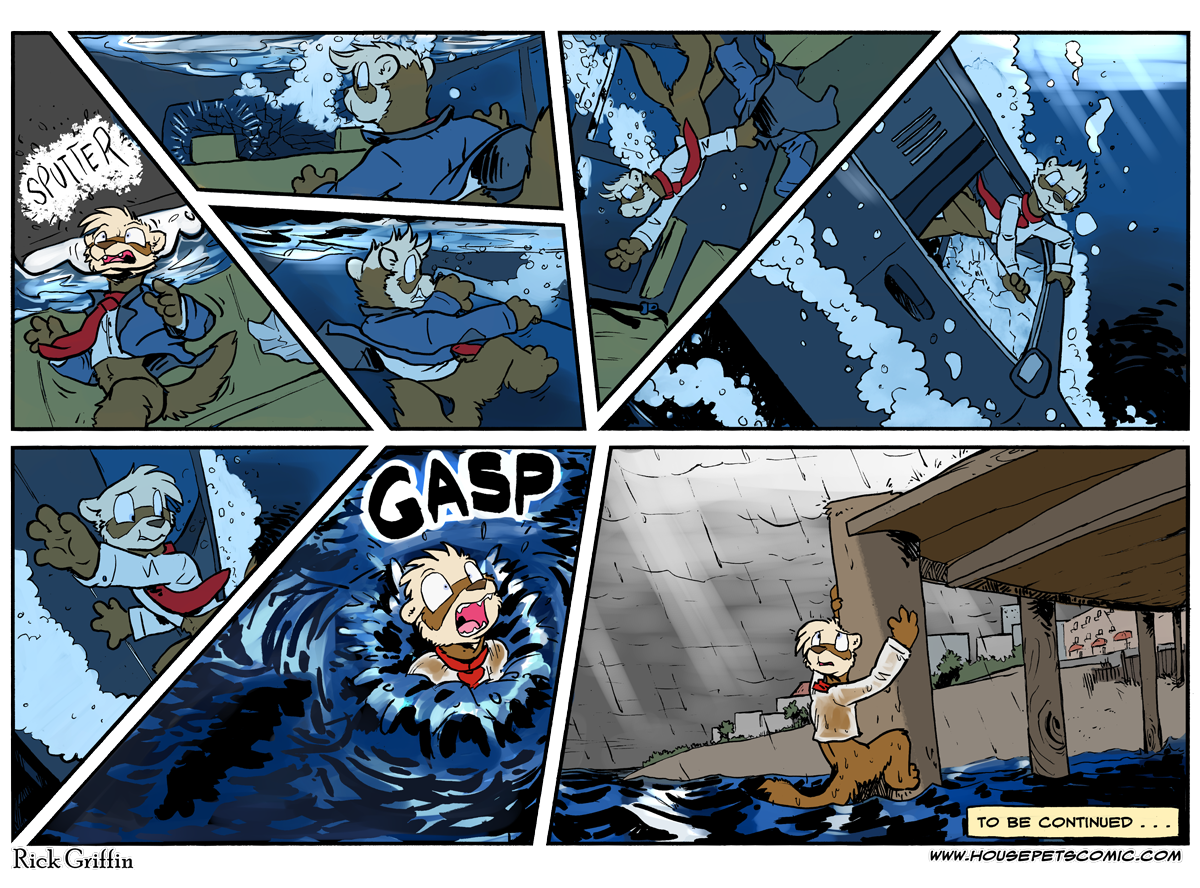 SPUTTER
GASP
TO BE CONTINUED . . .
Rick Griffin
WWW.HOUSEPETSCOMIC.COM